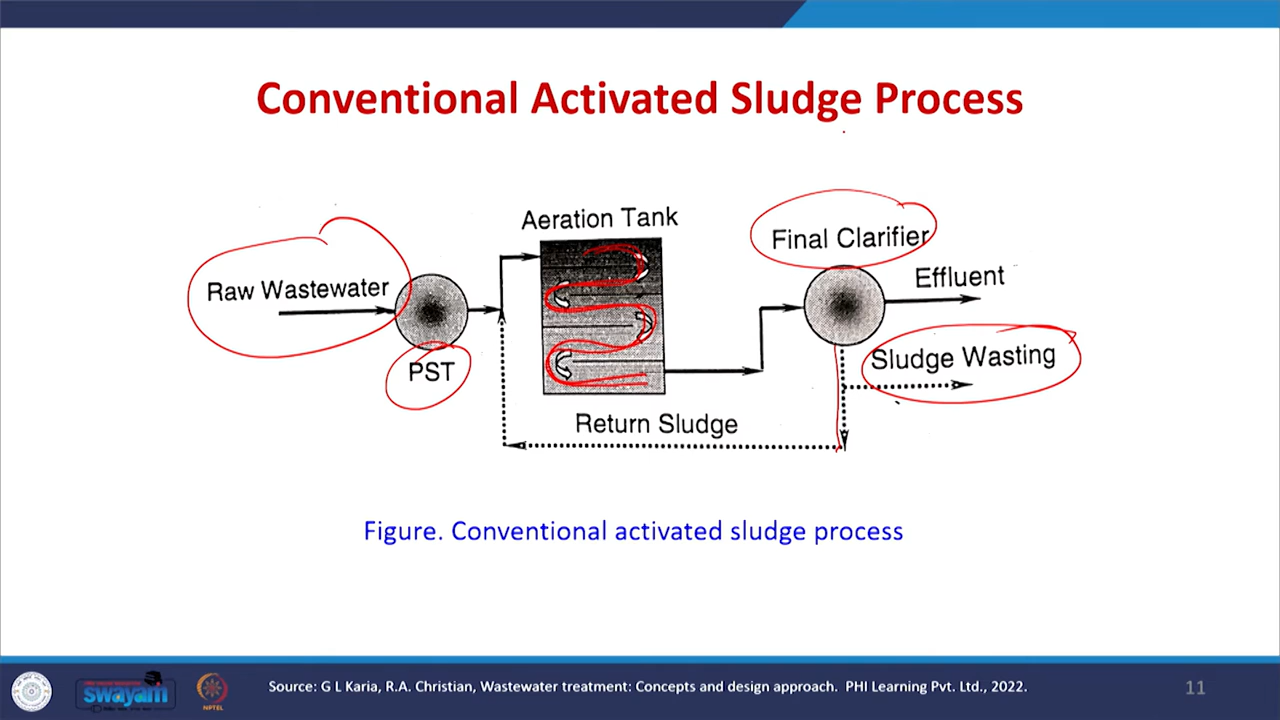 Conventional Activated Sludge Process
Aeration Tank
Final Clarifier
Raw Wastewater
Effluent
PST
Sludge Wasting
Return Sludge
Figure. Conventional activated sludge process
swayam
NPTEL
Source: G L Karia, R.A. Christian, Wastewater treatment: Concepts and design approach. PHI Learning Pvt. Ltd., 2022.
11